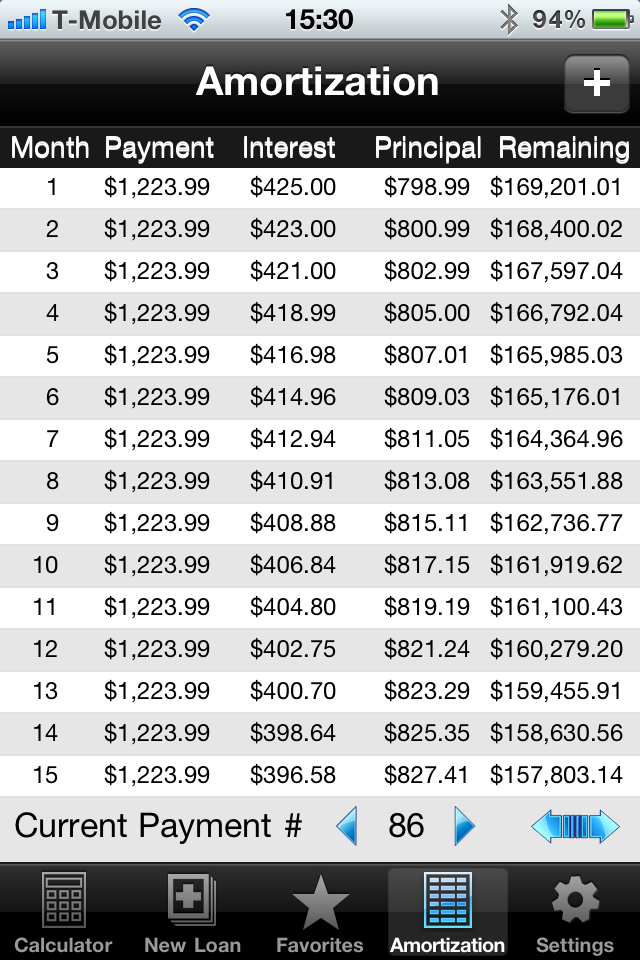 T-Mobile 15:30 94%
Amortization +
Month Payment Interest Principal Remaining
1 $1,223.99 $425.00 $798.99 $169,201.01
2 $1,223.99 $423.00 $800.99 $168,400.02
3 $1,223.99 $421.00 $802.99 $167,597.04
4 $1,223.99 $418.99 $805.00 $166,792.04
5 $1,223.99 $416.98 $807.01 $165,985.03
6 $1,223.99 $414.96 $809.03 $165,176.01
7 $1,223.99 $412.94 $811.05 $164,364.96
8 $1,223.99 $410.91 $813.08 $163,551.88
9 $1,223.99 $408.88 $815.11 $162,736.77
10 $1,223.99 $406.84 $817.15 $161,919.62
11 $1,223.99 $404.80 $819.19 $161,100.43
12 $1,223.99 $402.75 $821.24 $160,279.20
13 $1,223.99 $400.70 $823.29 $159,455.91
14 $1,223.99 $398.64 $825.35 $158,630.56
15 $1,223.99 $396.58 $827.41 $157,803.14
Current Payment # 86
Calculator New Loan Favorites Amortization Settings